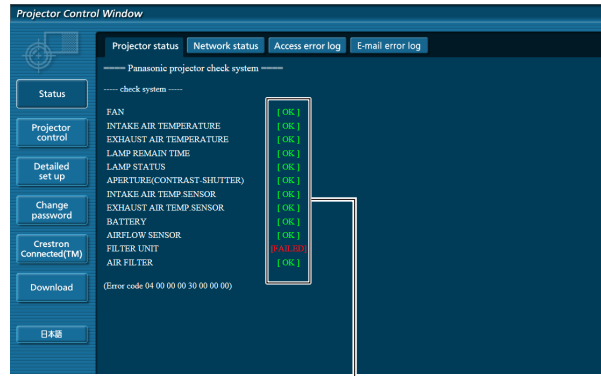 Projector Control Window
Projector status Network status Access error log E-mail error log
---- Panasonic projector check system ----
Status
----- check system -----
FAN [ OK ]
Projector control
INTAKE AIR TEMPERATURE [ OK ]
EXHAUST AIR TEMPERATURE [ OK ]
LAMP REMAIN TIME [ OK ]
Detailed set up
LAMP STATUS [ OK ]
APERTURE(CONTRAST-SHUTTER) [ OK ]
INTAKE AIR TEMP.SENSOR [ OK ]
Change password
EXHAUST AIR TEMP.SENSOR [ OK ]
BATTERY [ OK ]
AIRFLOW SENSOR [ OK ]
Crestron Connected(TM)
FILTER UNIT [FAILED]
AIR FILTER [ OK ]
Download
(Error code 04 00 00 00 30 00 00 00)
日本語